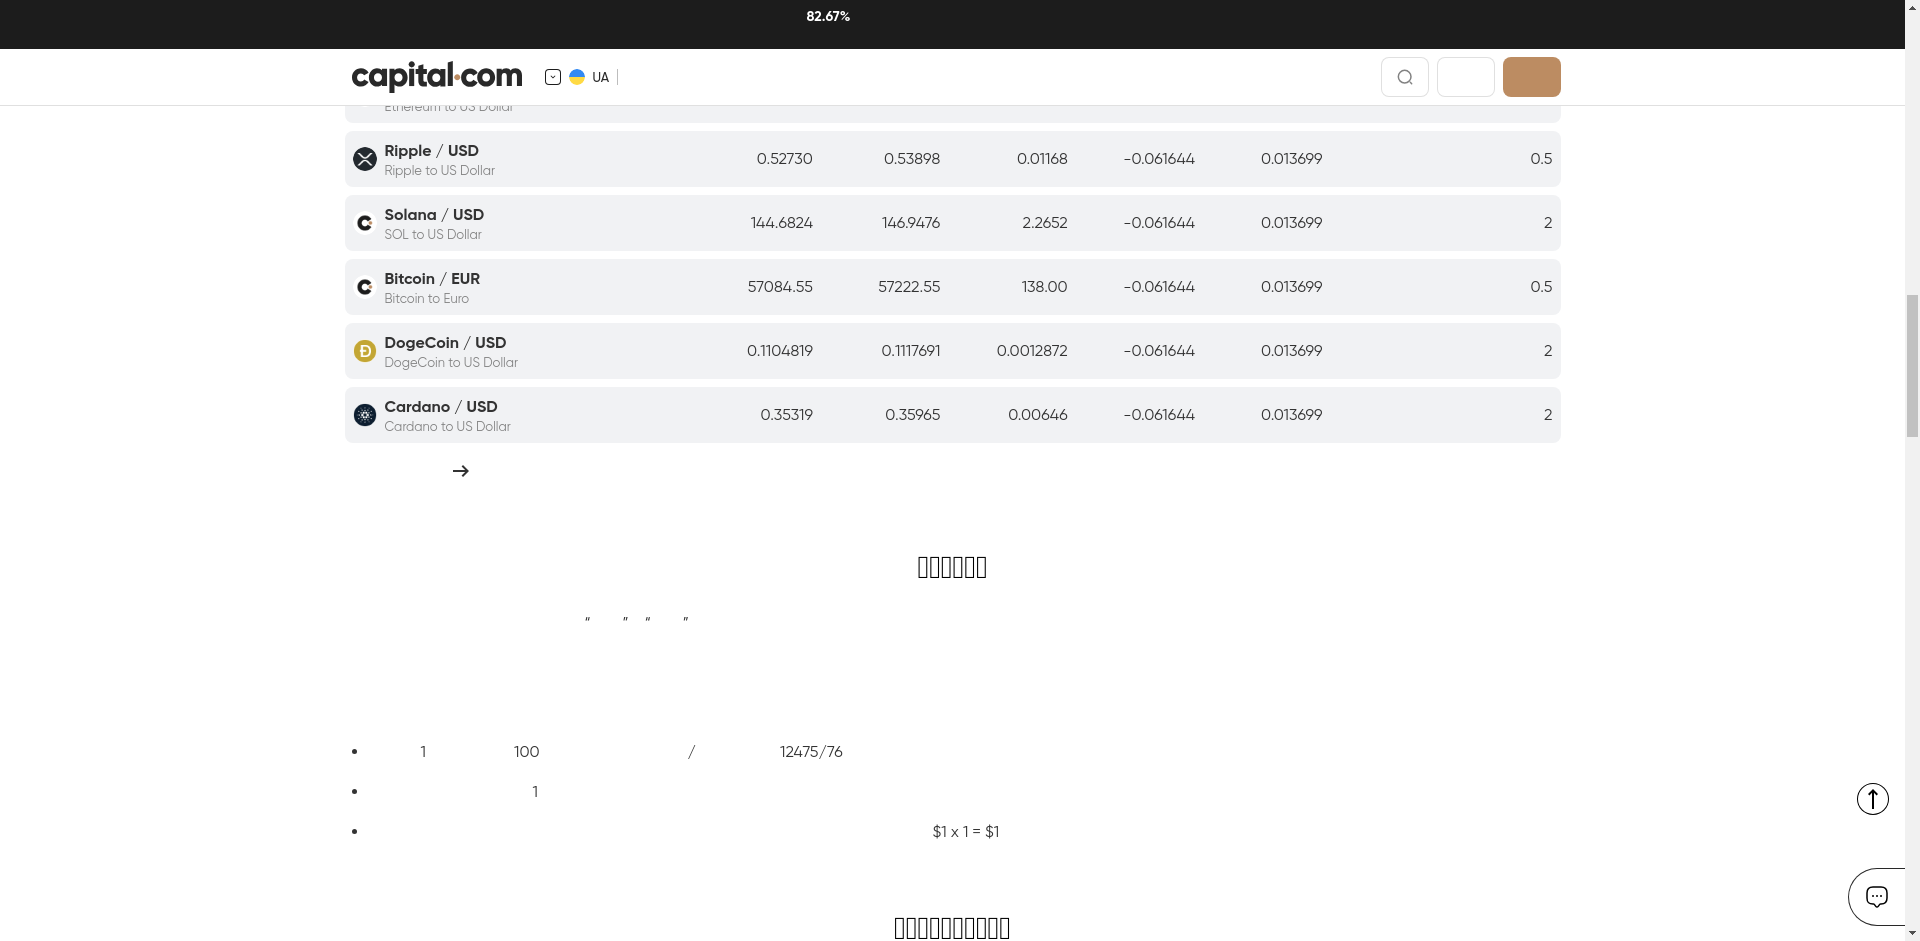 82.67%
capital.com UA
Ethereum to US Dollar
Ripple / USD 0.52730 0.53898 0.01168 -0.061644 0.013699 0.5
Ripple to US Dollar
Solana / USD 144.6824 146.9476 2.2652 -0.061644 0.013699 2
SOL to US Dollar
Bitcoin / EUR 57084.55 57222.55 138.00 -0.061644 0.013699 0.5
Bitcoin to Euro
DogeCoin / USD 0.1104819 0.1117691 0.0012872 -0.061644 0.013699 2
DogeCoin to US Dollar
Cardano / USD 0.35319 0.35965 0.00646 -0.061644 0.013699 2
Cardano to US Dollar
“ ” “ ”
• 1 100 / 12475/76
• 1
• $1 x 1 = $1